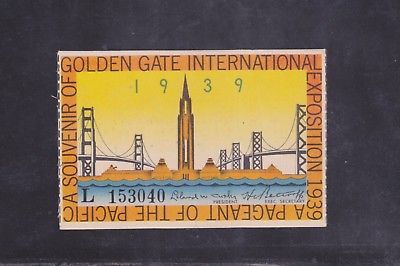 GOLDEN GATE INTERNATIONAL
EXPOSITION 1939
A PAGEANT OF THE PACIFIC
A SOUVENIR OF
1939
L 153040
PRESIDENT
EXEC. SECRETARY